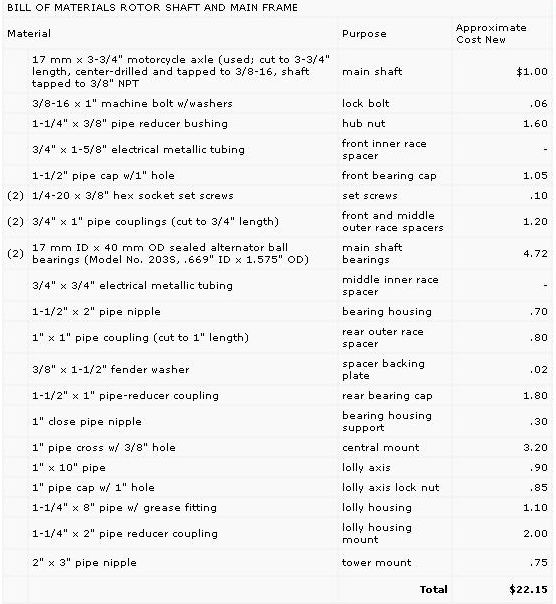 BILL OF MATERIALS ROTOR SHAFT AND MAIN FRAME
Material Purpose Approximate
Cost New
17 mm x 3-3/4" motorcycle axle (used; cut to 3-3/4"
length, center-drilled and tapped to 3/8-16, shaft main shaft $1.00
tapped to 3/8" NPT
3/8-16 x 1" machine bolt w/washers lock bolt .06
1-1/4" x 3/8" pipe reducer bushing hub nut 1.60
3/4" x 1-5/8" electrical metallic tubing front inner race
spacer -
1-1/2" pipe cap w/1" hole front bearing cap 1.05
(2) 1/4-20 x 3/8" hex socket set screws set screws .10
(2) 3/4" x 1" pipe couplings (cut to 3/4" length) front and middle
outer race spacers 1.20
(2) 17 mm ID x 40 mm OD sealed alternator ball main shaft
bearings (Model No. 203S, .669" ID x 1.575" OD) bearings 4.72
3/4" x 3/4" electrical metallic tubing middle inner race
spacer -
1-1/2" x 2" pipe nipple bearing housing .70
1" x 1" pipe coupling (cut to 1" length) rear outer race
spacer .80
3/8" x 1-1/2" fender washer spacer backing
plate .02
1-1/2" x 1" pipe-reducer coupling rear bearing cap 1.80
1" close pipe nipple bearing housing
support .30
1" pipe cross w/ 3/8" hole central mount 3.20
1" x 10" pipe lolly axis .90
1" pipe cap w/ 1" hole lolly axis lock nut .85
1-1/4" x 8" pipe w/ grease fitting lolly housing 1.10
1-1/4" x 2" pipe reducer coupling lolly housing
mount 2.00
2" x 3" pipe nipple tower mount .75
Total $22.15